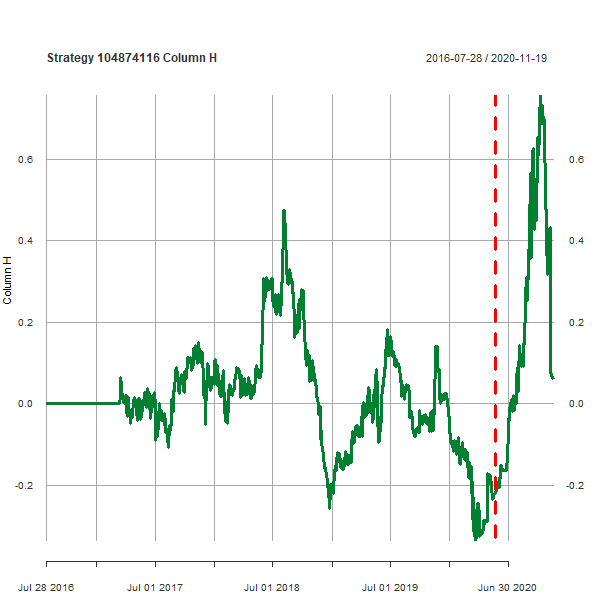 Strategy 104874116 Column H
2016-07-28 / 2020-11-19
0.6
0.4
0.2
0.0
-0.2
0.6
0.4
0.2
0.0
-0.2
Column H
Jul 28 2016
Jul 01 2017
Jul 01 2018
Jul 01 2019
Jun 30 2020